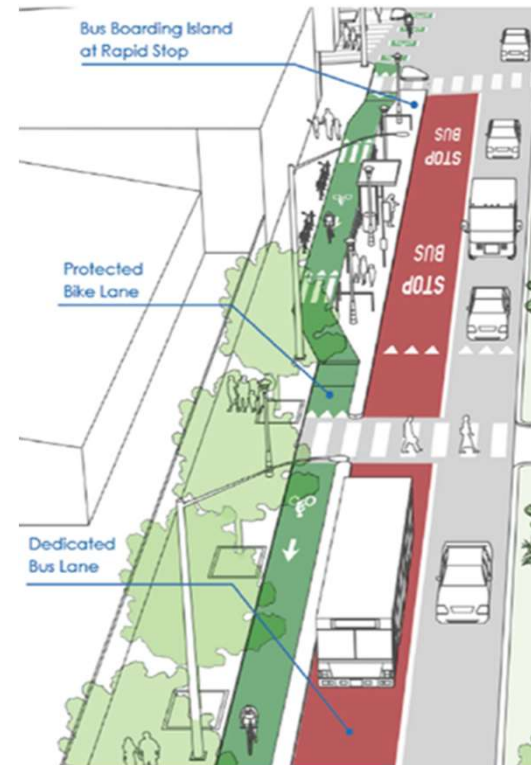 Bus Boarding Island
at Rapid Stop
BUS
STOP
BUS
STOP
Protected
Bike Lane
Dedicated
Bus Lane